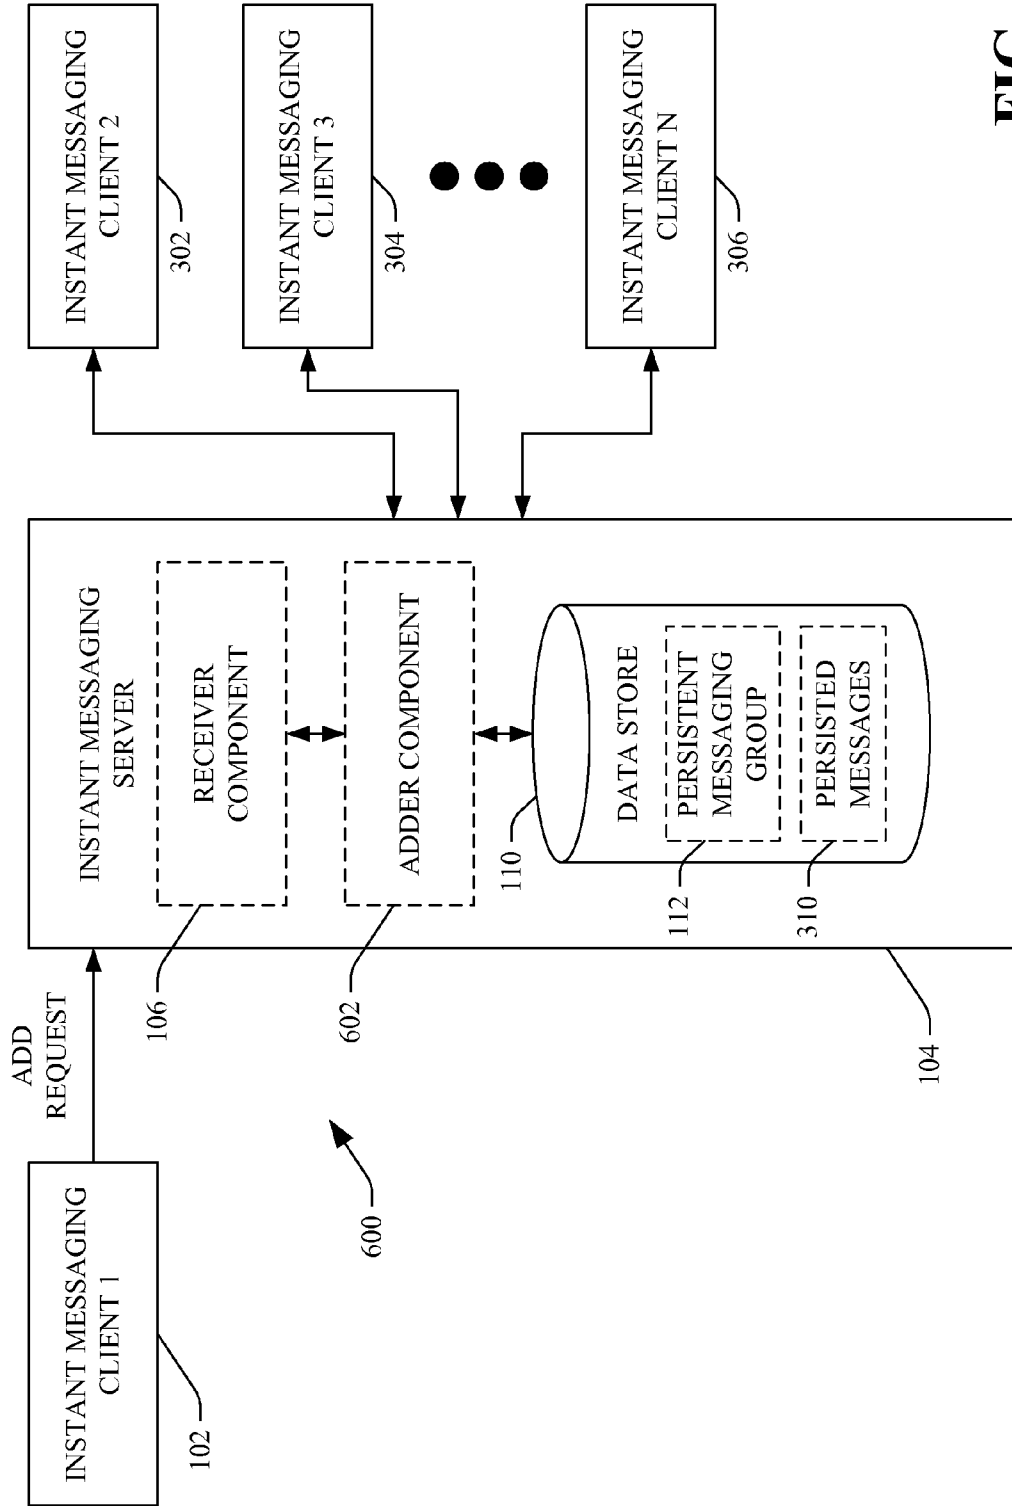 INSTANT MESSAGING
CLIENT 1
102
ADD
REQUEST
600
INSTANT MESSAGING
SERVER
RECEIVER
COMPONENT
106
ADDER COMPONENT
602
110
DATA STORE
PERSISTENT
MESSAGING
GROUP
112
PERSISTED
MESSAGES
310
104
INSTANT MESSAGING
CLIENT 2
302
INSTANT MESSAGING
CLIENT 3
304
INSTANT MESSAGING
CLIENT N
306